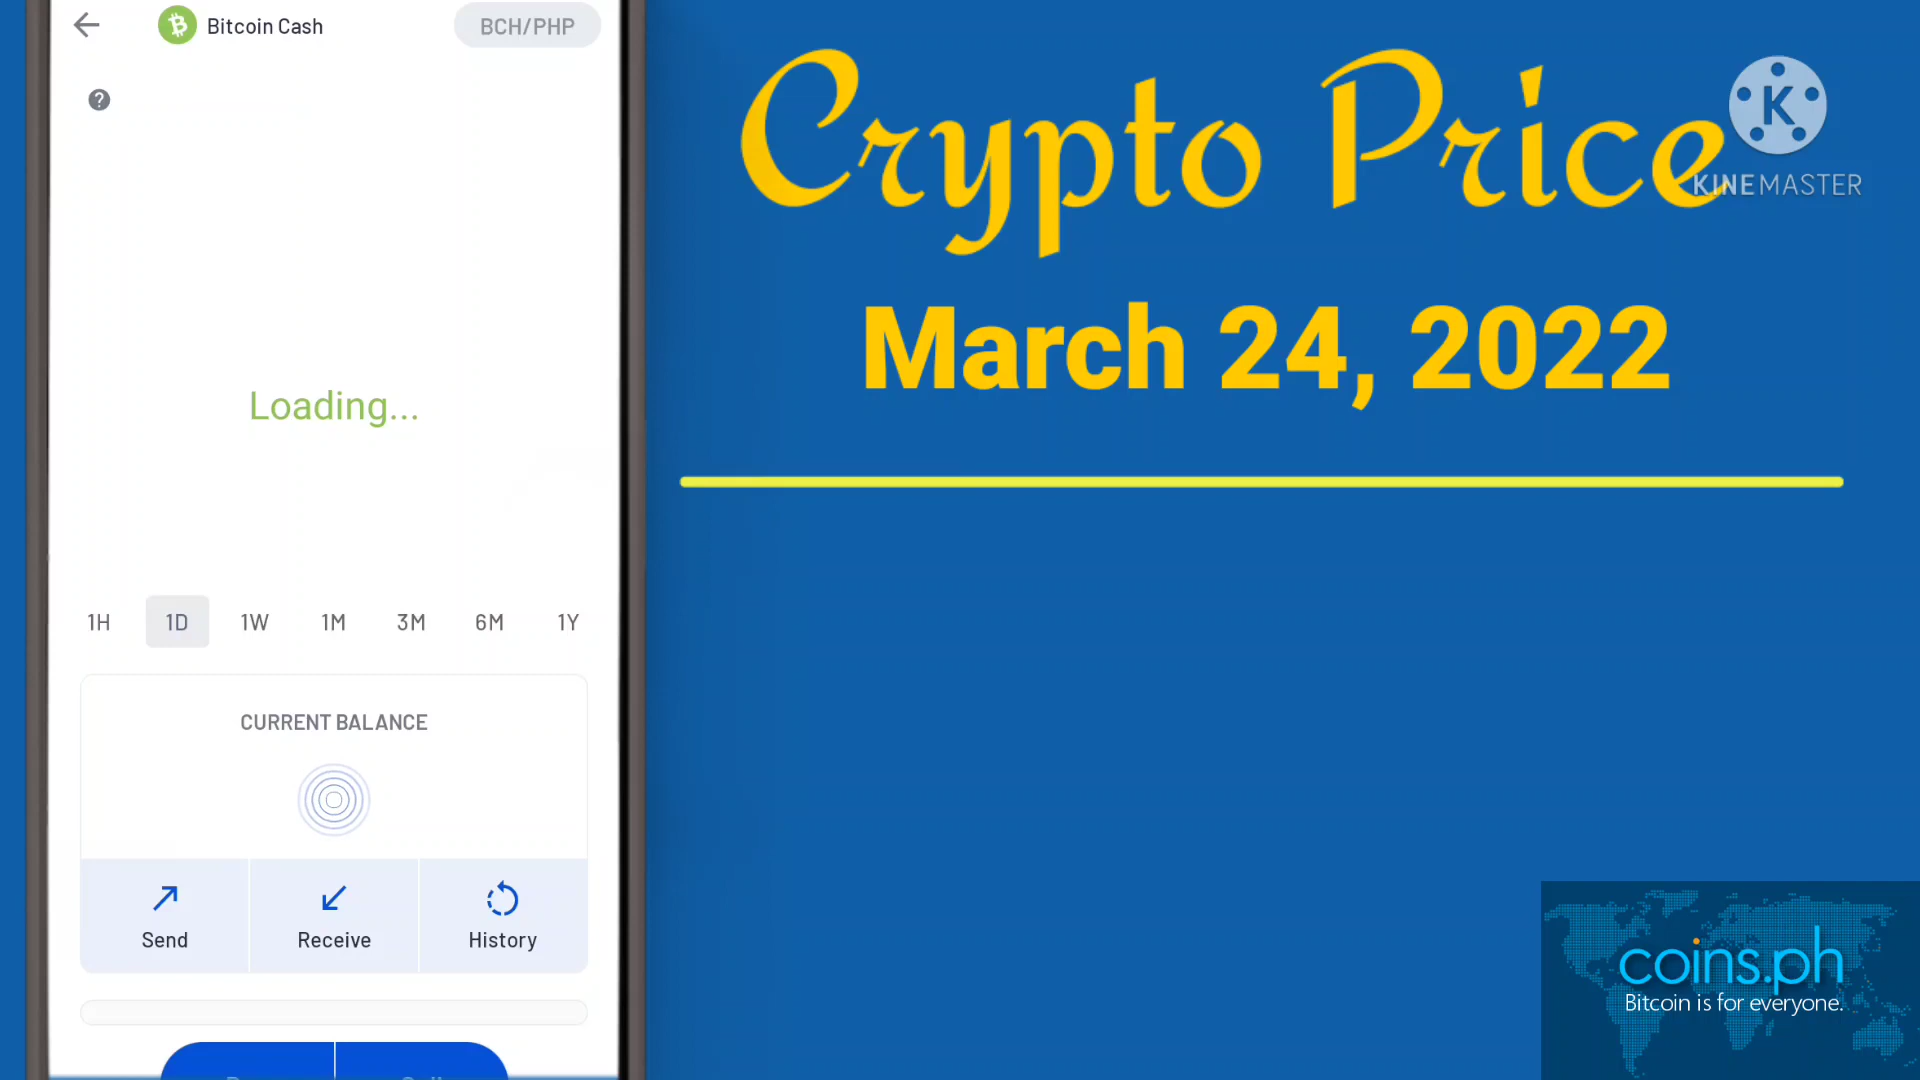 Bitcoin Cash
BCH/PHP
?
Loading...
1H 1D 1W 1M 3M 6M 1Y
CURRENT BALANCE
Send Receive History
Crypto Price
KINEMASTER
March 24, 2022
coins.ph
Bitcoin is for everyone.